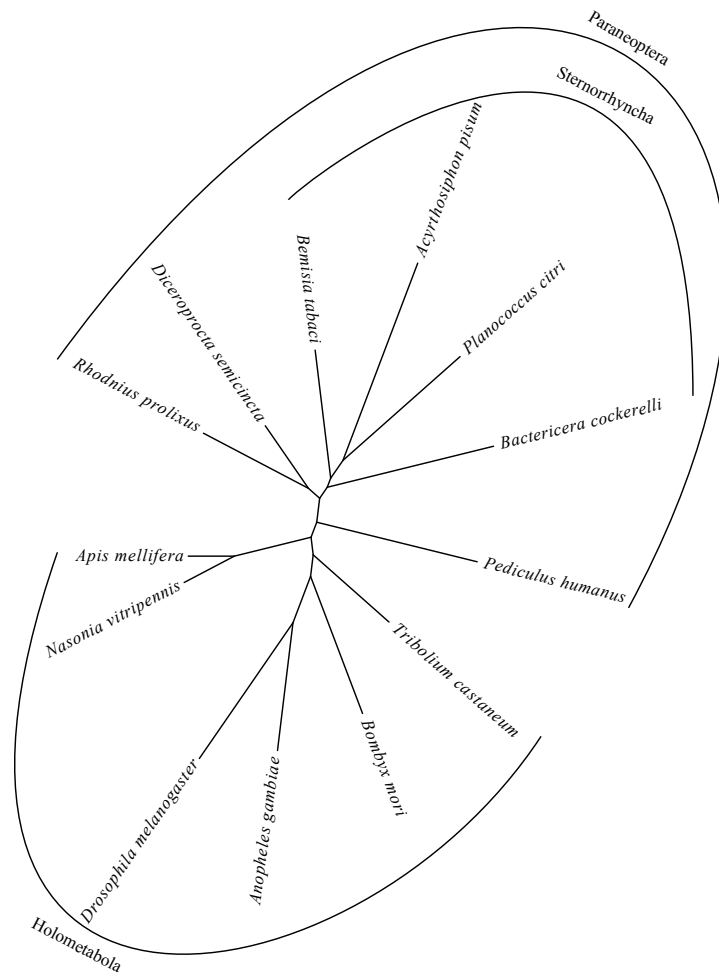 Paraneoptera
Sternorrhyncha
Acyrthosiphon pisum
Bemisia tabaci
Diceroprocta semicincta
Planococcus citri
Rhodnius prolixus
Bactericera cockerelli
Apis mellifera
Pediculus humanus
Nasonia vitripennis
Tribolium castaneum
Bombyx mori
Drosophila melanogaster
Anopheles gambiae
Holometabola